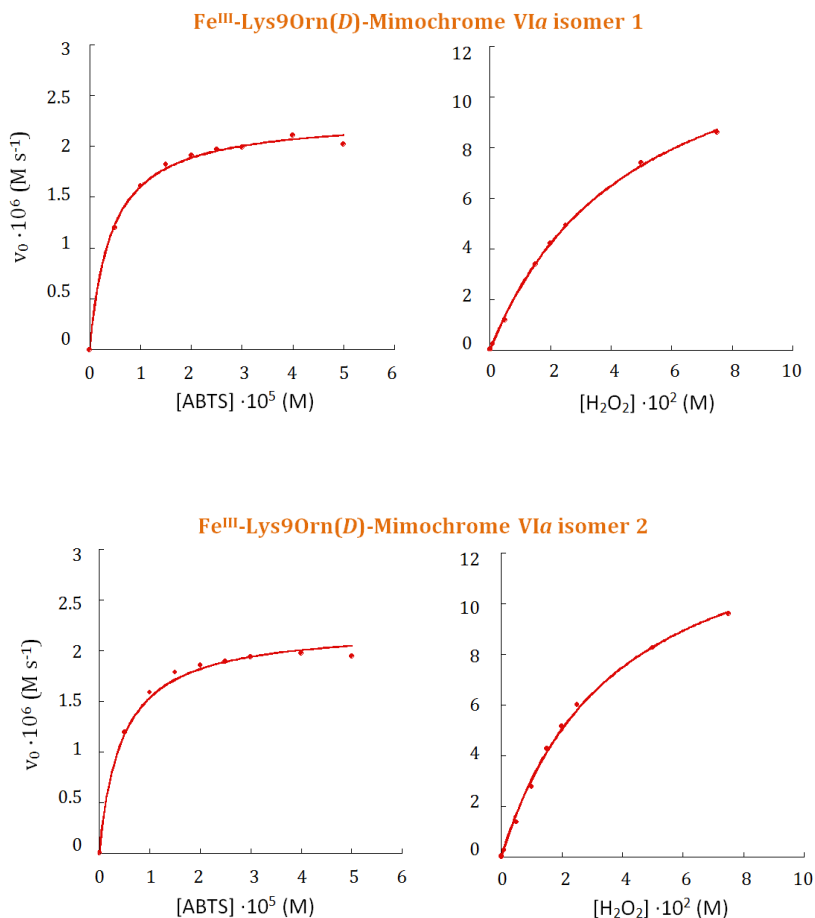 Fe^III-Lys9Orn(D)-Mimochrome VIa isomer 1
3
2.5
2
1.5
1
0.5
0
v₀ ·10⁶ (M s⁻¹)
0 1 2 3 4 5 6
[ABTS] ·10⁵ (M)
12
10
8
6
4
2
0
0 2 4 6 8 10
[H₂O₂] ·10² (M)
Fe^III-Lys9Orn(D)-Mimochrome VIa isomer 2
3
2.5
2
1.5
1
0.5
0
v₀ ·10⁶ (M s⁻¹)
0 1 2 3 4 5 6
[ABTS] ·10⁵ (M)
12
10
8
6
4
2
0
0 2 4 6 8 10
[H₂O₂] ·10² (M)